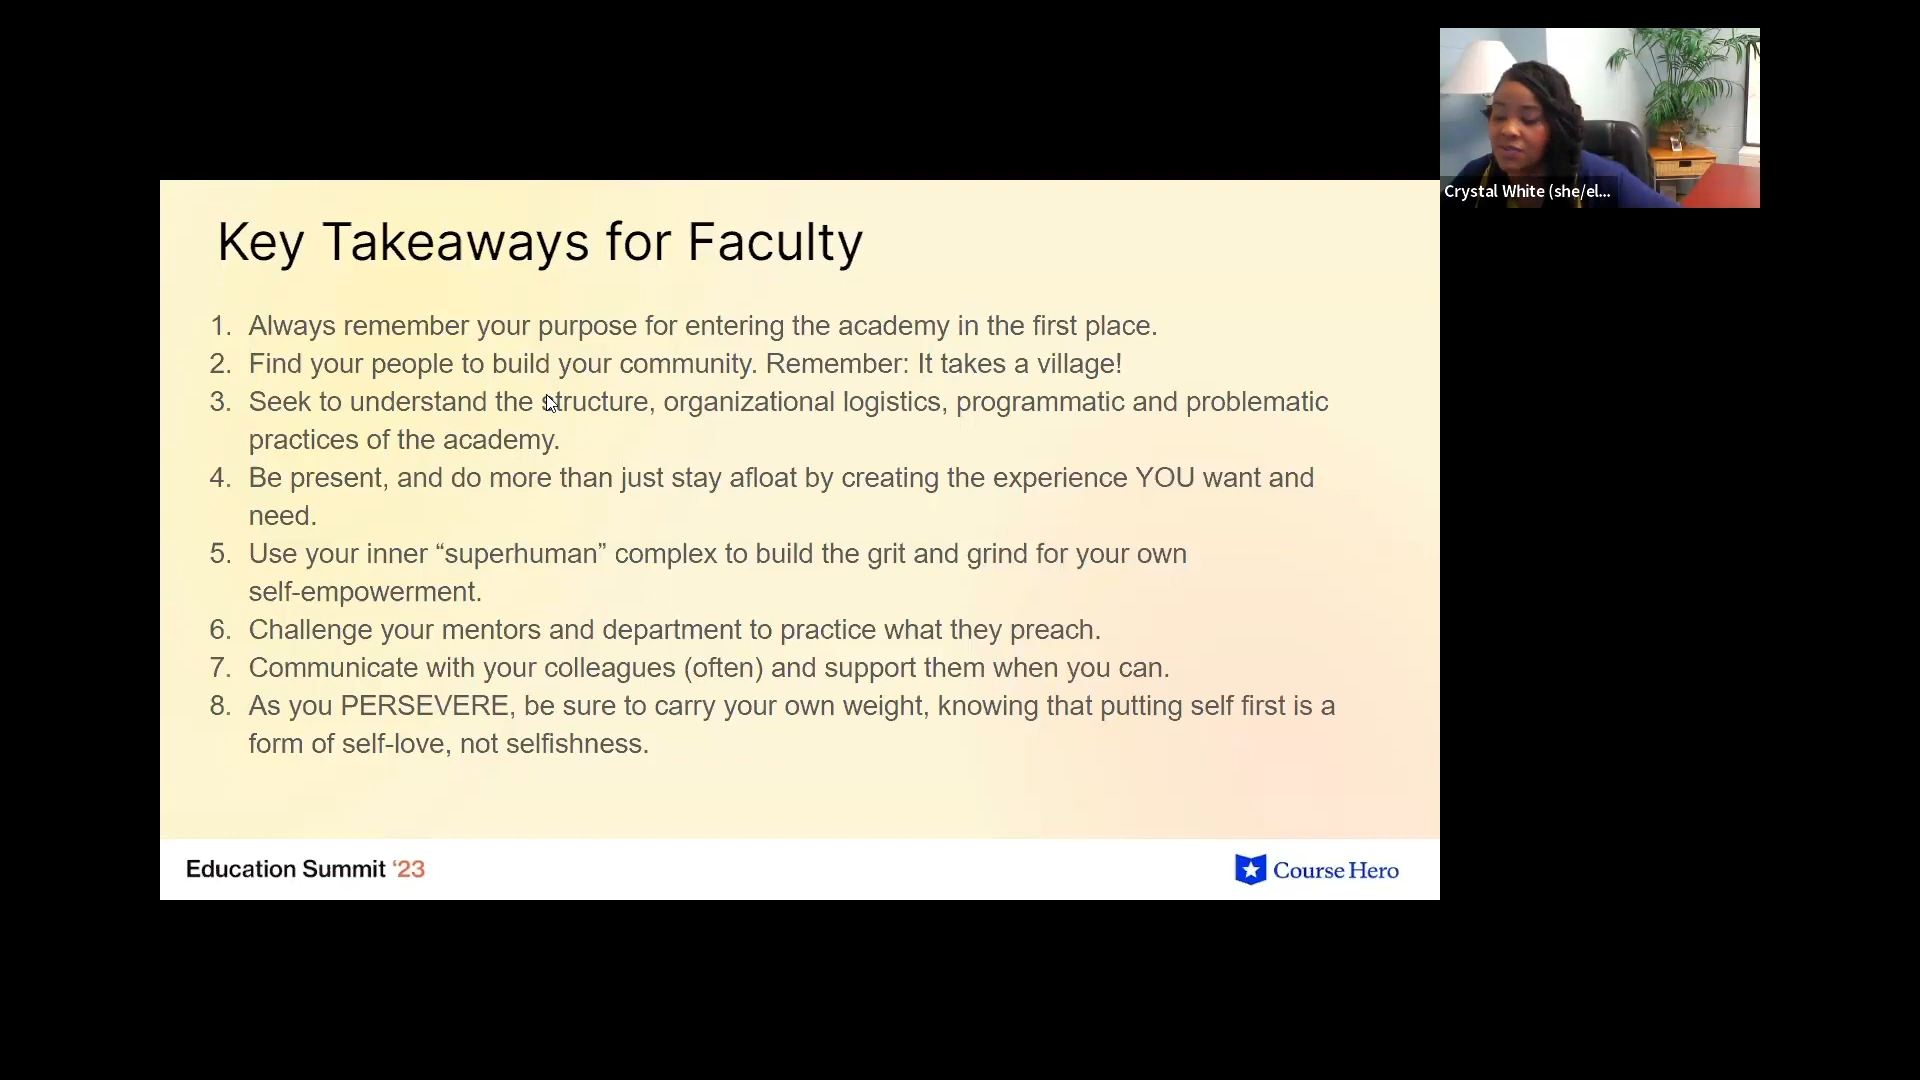 Crystal White (she/el...
Key Takeaways for Faculty
1. Always remember your purpose for entering the academy in the first place.
2. Find your people to build your community. Remember: It takes a village!
3. Seek to understand the structure, organizational logistics, programmatic and problematic
practices of the academy.
4. Be present, and do more than just stay afloat by creating the experience YOU want and
need.
5. Use your inner “superhuman” complex to build the grit and grind for your own
self-empowerment.
6. Challenge your mentors and department to practice what they preach.
7. Communicate with your colleagues (often) and support them when you can.
8. As you PERSEVERE, be sure to carry your own weight, knowing that putting self first is a
form of self-love, not selfishness.
Education Summit ‘23
Course Hero